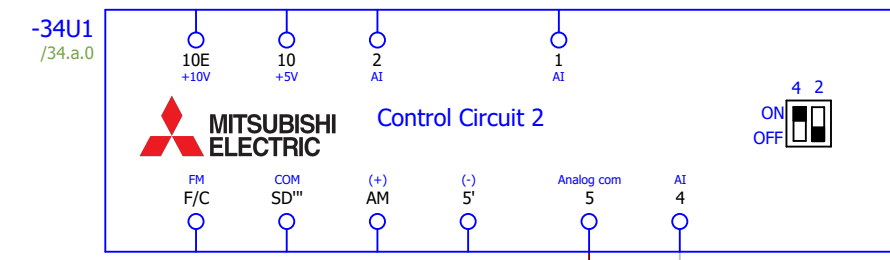 -34U1
/34.a.0
10E 10 2 1
+10V +5V AI AI
4 2
MITSUBISHI
ELECTRIC
Control Circuit 2
ON
OFF
FM COM (+) (-) Analog com AI
F/C SD''' AM 5' 5 4